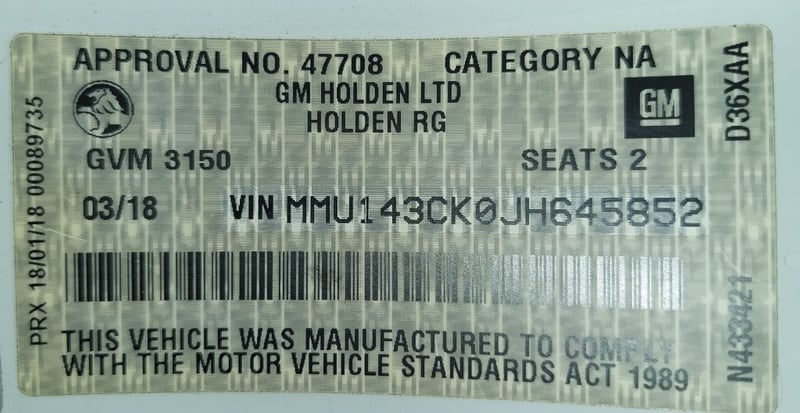 APPROVAL NO. 47708 CATEGORY NA
GM HOLDEN LTD
GM
HOLDEN RG
GVM 3150 SEATS 2
03/18 VIN MMU143CK0JH645852
THIS VEHICLE WAS MANUFACTURED TO COMPLY
WITH THE MOTOR VEHICLE STANDARDS ACT 1989
PRX 18/01/18 00089735
D36XAA
N433421